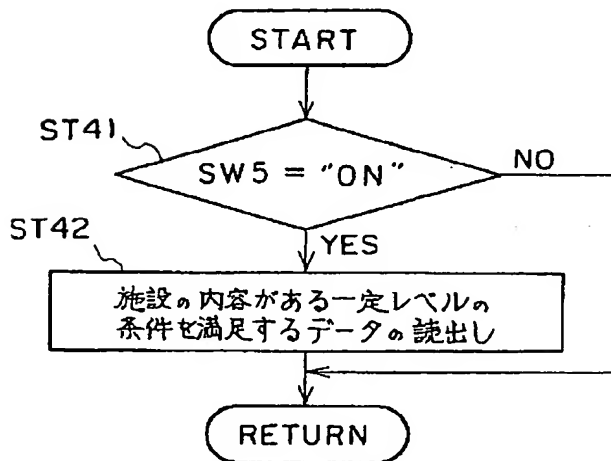 START
ST41
SW5 = "ON"
NO
ST42
YES
施設の内容がある一定レベルの
条件を満足するデータの読出し
RETURN